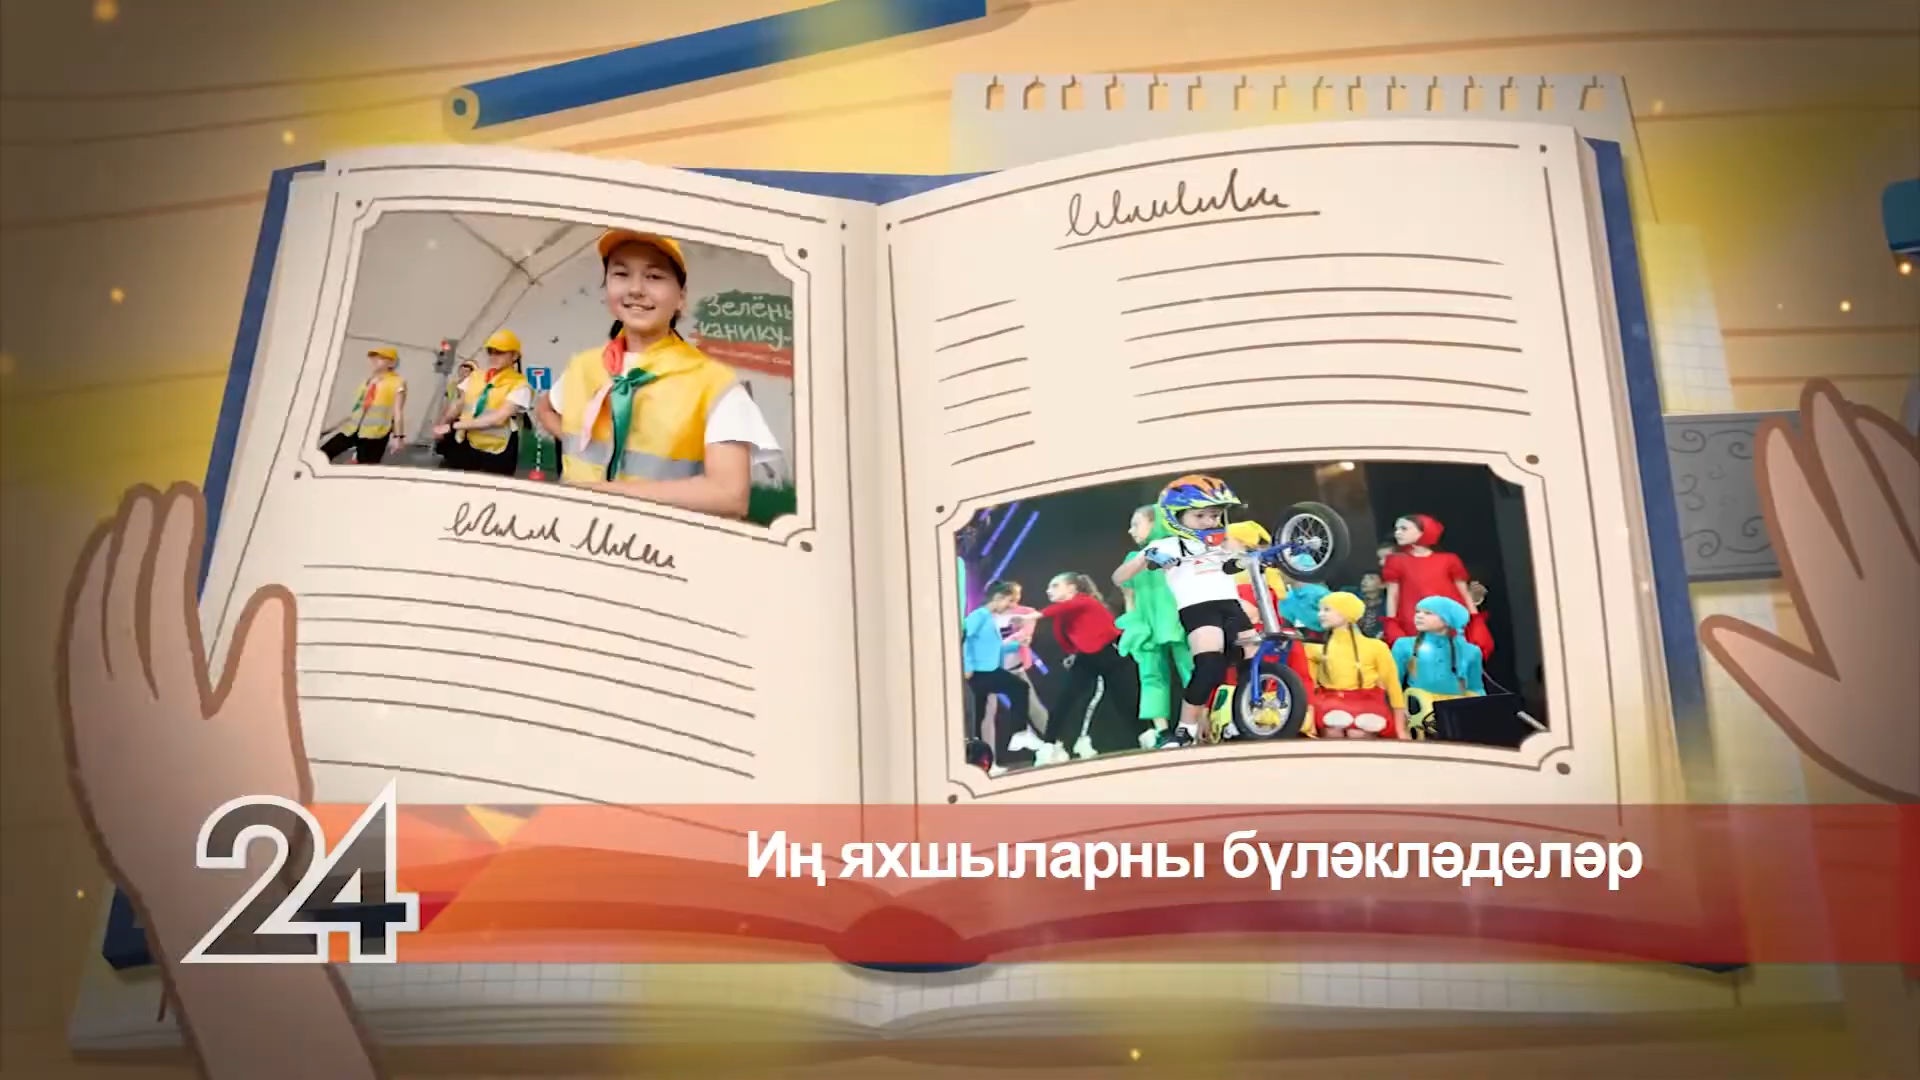 Зелёны
канику
24
Иң яхшыларны бүләкләделәр